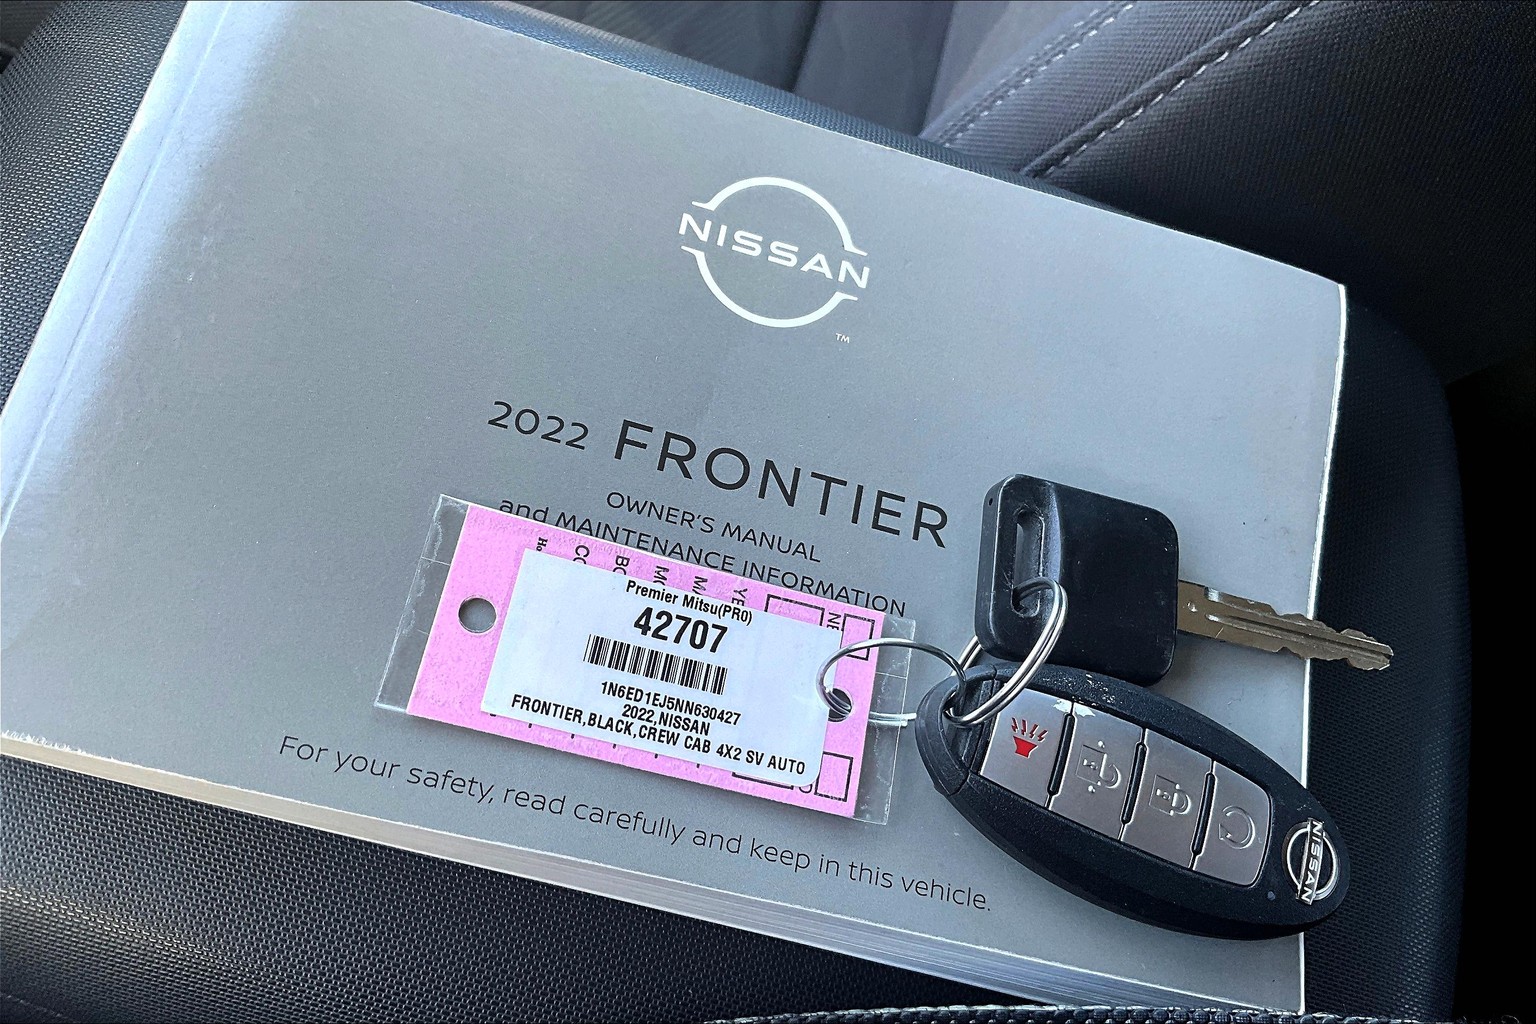 NISSAN
TM
2022 FRONTIER
OWNER'S MANUAL
and MAINTENANCE INFORMATION
Premier Mitsu(PRO)
42707
1N6ED1EJ5NN630427
2022,NISSAN
FRONTIER,BLACK,CREW CAB 4X2 SV AUTO
For your safety, read carefully and keep in this vehicle.
NISSAN